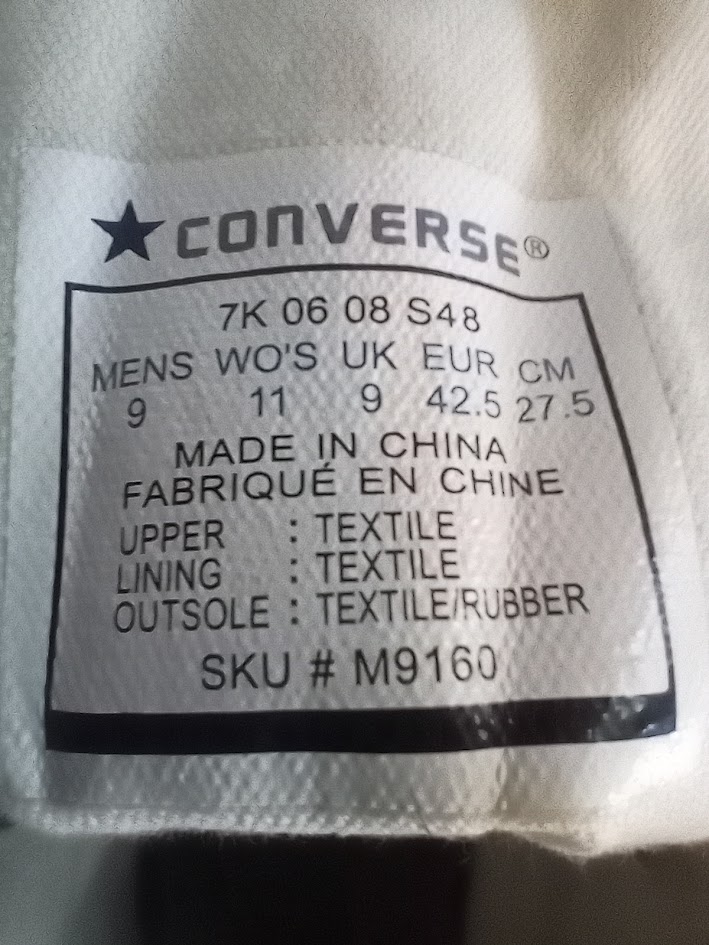 ★CONVERSE®
7K 06 08 S48
MENS WO'S UK EUR CM
9 11 9 42.5 27.5
MADE IN CHINA
FABRIQUÉ EN CHINE
UPPER : TEXTILE
LINING : TEXTILE
OUTSOLE : TEXTILE/RUBBER
SKU # M9160